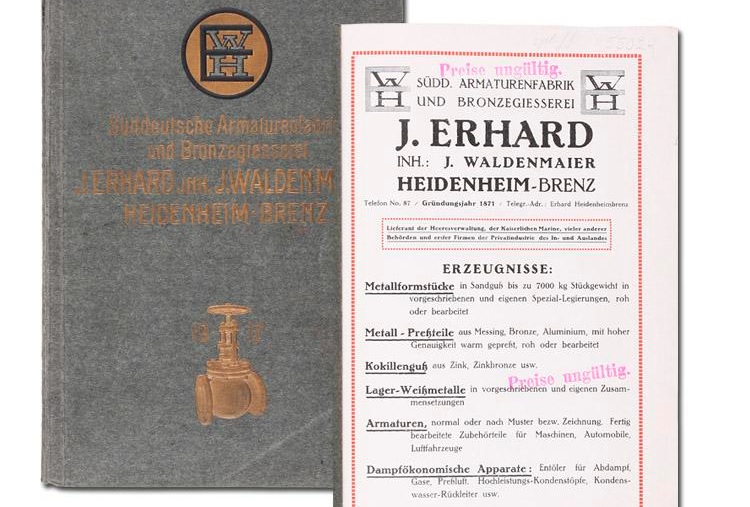 EWH
Süddeutsche Armaturenfabrik
und Bronzegiesserei
J. ERHARD INH. J. WALDENM
HEIDENHEIM-BRENZ
19 17
Preise ungültig.
EWH
SÜDD. ARMATURENFABRIK
UND BRONZEGIESSEREI
EWH
J. ERHARD
INH.: J. WALDENMAIER
HEIDENHEIM-BRENZ
Telefon No. 87 / Gründungsjahr 1871 / Telegr.-Adr.: Erhard Heidenheimbrenz
Lieferant der Heeresverwaltung, der Kaiserlichen Marine, vieler anderer
Behörden und erster Firmen der Privatindustrie des In- und Auslandes
ERZEUGNISSE:
Metallformstücke in Sandguß bis zu 7000 kg Stückgewicht in
vorgeschriebenen und eigenen Spezial-Legierungen, roh
oder bearbeitet
Metall-Preßteile aus Messing, Bronze, Aluminium, mit hoher
Genauigkeit warm gepreßt, roh oder bearbeitet
Kokillenguß aus Zink, Zinkbronze usw.
Preise ungültig.
Lager-Weißmetalle in vorgeschriebenen und eigenen Zusam-
mensetzungen
Armaturen, normal oder nach Muster bezw. Zeichnung. Fertig
bearbeitete Zubehörteile für Maschinen, Automobile,
Luftfahrzeuge
Dampfökonomische Apparate: Entöler für Abdampf,
Gase, Preßluft. Hochleistungs-Kondenstöpfe, Kondens-
wasser-Rückleiter usw.